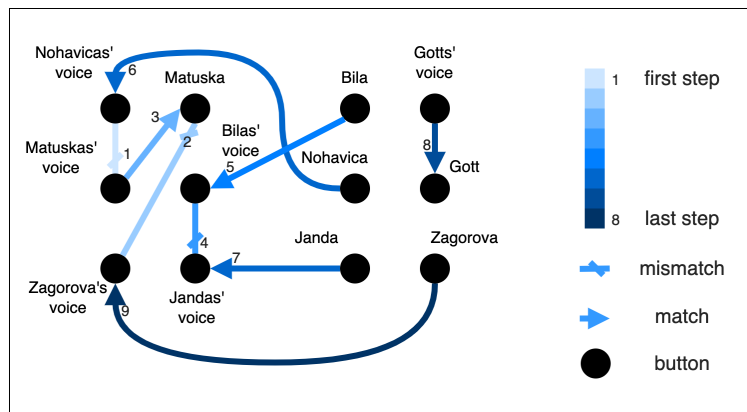 Nohavicas'
voice
Matuska
Bila
Gotts'
voice
1
first step
6
3
2
Bilas'
voice
Matuskas'
voice
1
5
Nohavica
8
Gott
8
last step
4
Janda
Zagorova
7
mismatch
Zagorova's
voice
9
Jandas'
voice
match
button